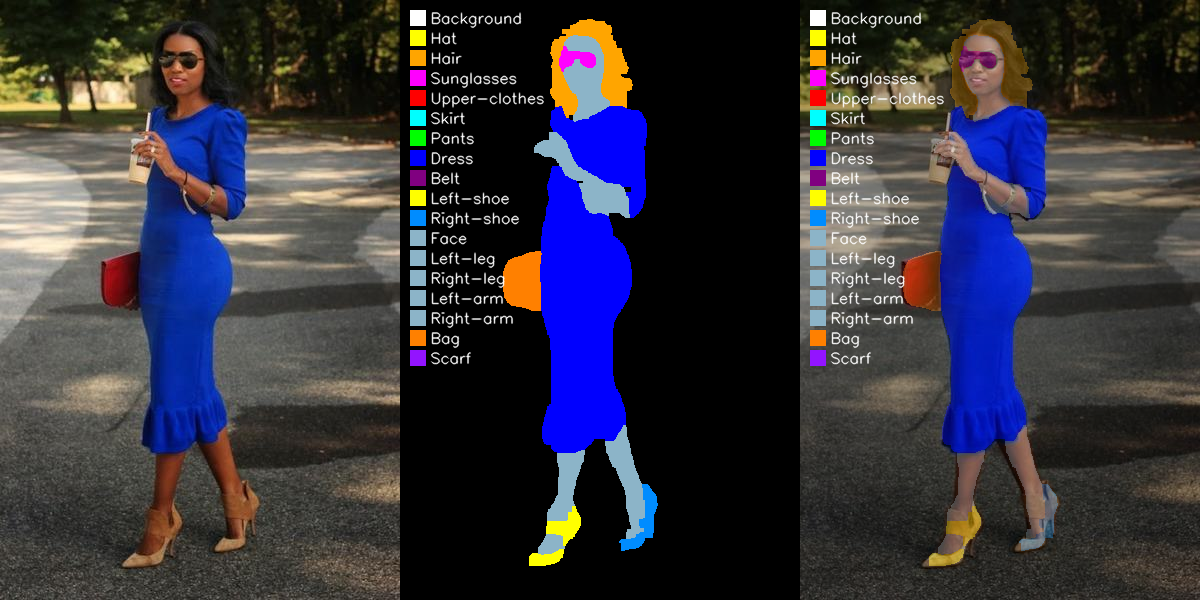 Background
Hat
Hair
Sunglasses
Upper-clothes
Skirt
Pants
Dress
Belt
Left-shoe
Right-shoe
Face
Left-leg
Right-leg
Left-arm
Right-arm
Bag
Scarf
Background
Hat
Hair
Sunglasses
Upper-clothes
Skirt
Pants
Dress
Belt
Left-shoe
Right-shoe
Face
Left-leg
Right-leg
Left-arm
Right-arm
Bag
Scarf